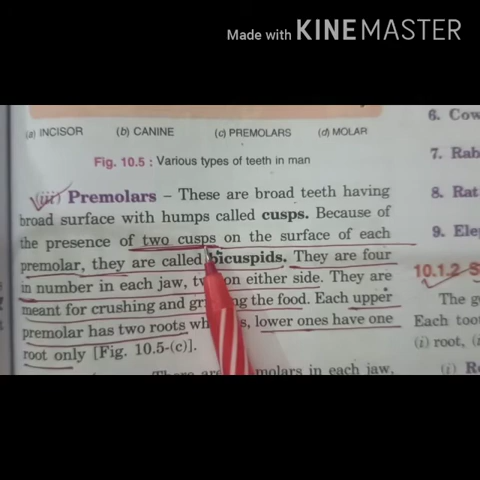 Made with KINEMASTER
(a) INCISOR (b) CANINE (c) PREMOLARS (d) MOLAR
Fig. 10.5 : Various types of teeth in man
(iii) Premolars – These are broad teeth having
broad surface with humps called cusps. Because of
the presence of two cusps on the surface of each
premolar, they are called bicuspids. They are four
in number in each jaw, on either side. They are
meant for crushing and the food. Each upper
premolar has two roots lower ones have one
root only [Fig. 10.5-(c)].
molars in each jaw,
6. Cow
7. Rab
8. Rat
9. Ele
10.1.2 S
The g
Each toot
(i) root, (
(i) R